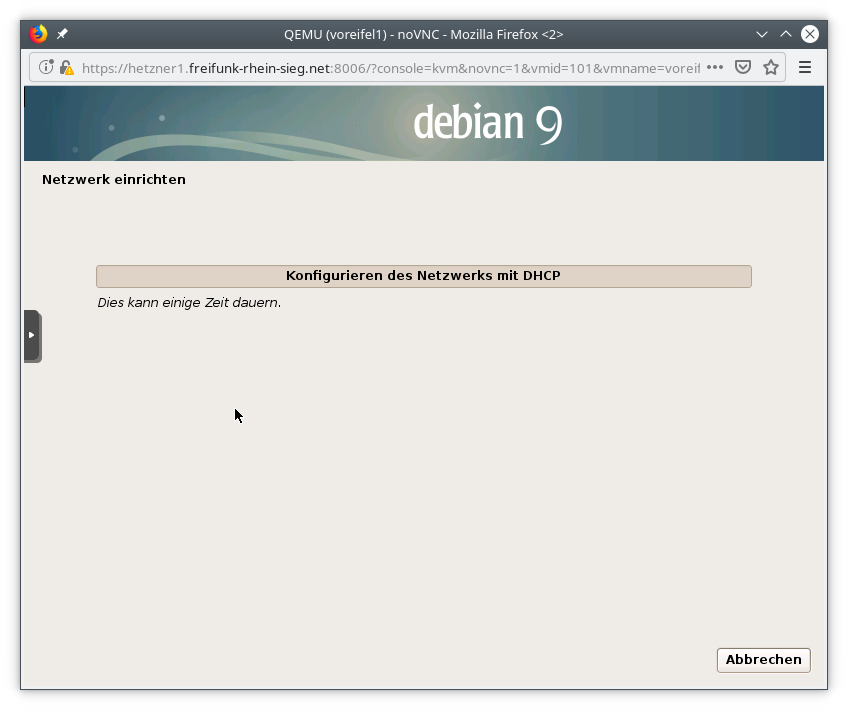 QEMU (voreifel1) - noVNC - Mozilla Firefox <2>
https://hetzner1.freifunk-rhein-sieg.net:8006/?console=kvm&novnc=1&vmid=101&vmname=voreif
debian 9
Netzwerk einrichten
Konfigurieren des Netzwerks mit DHCP
Dies kann einige Zeit dauern.
Abbrechen